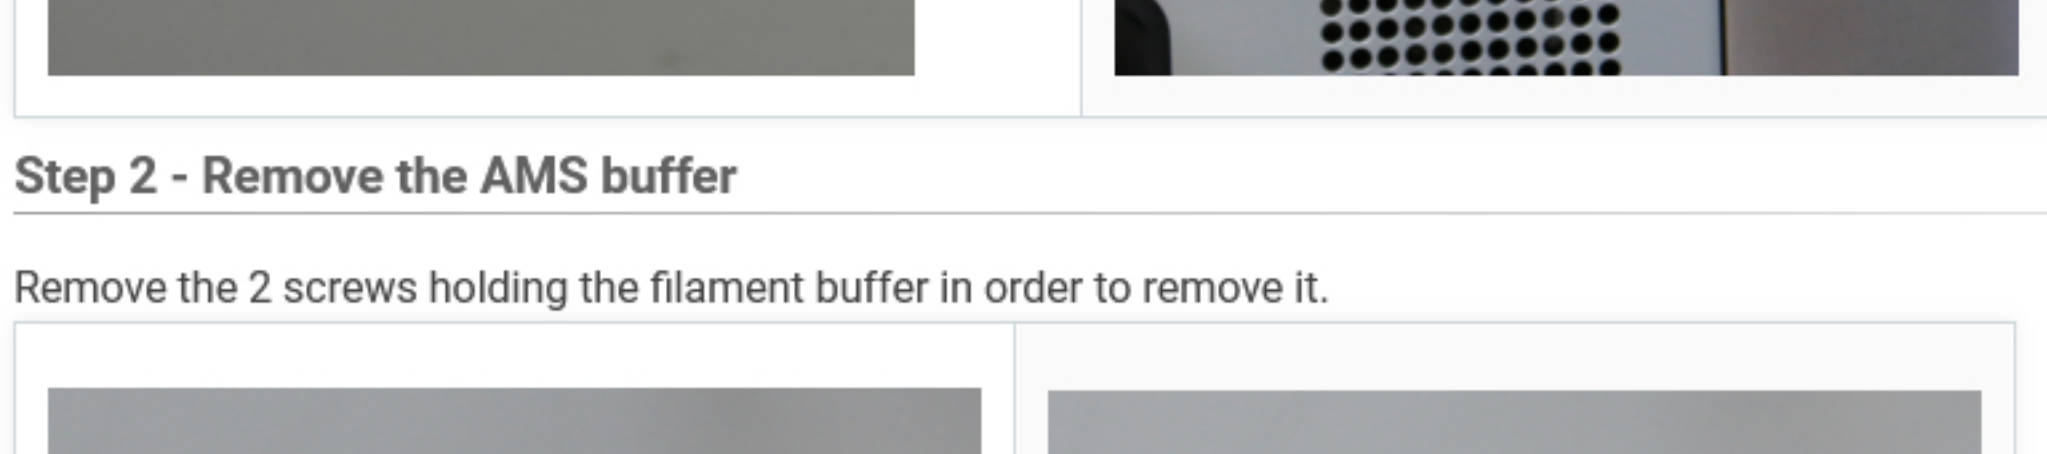 Step 2 - Remove the AMS buffer
Remove the 2 screws holding the filament buffer in order to remove it.